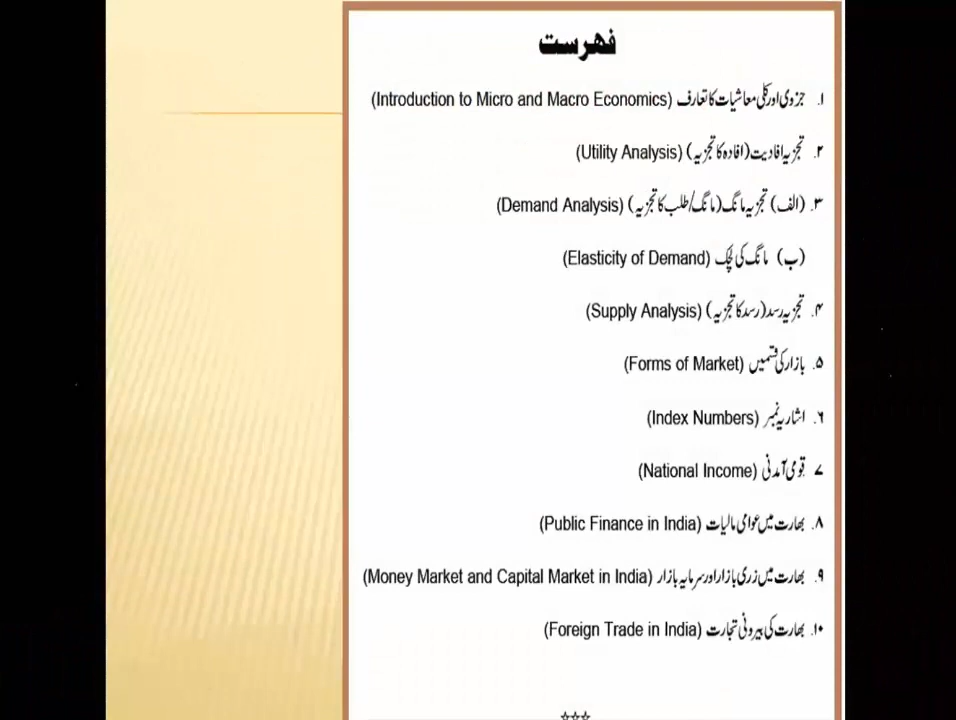 فہرست
۱. جزوی اور کلی معاشیات کا تعارف (Introduction to Micro and Macro Economics)
۲. تجزیہ افادیت (افادہ کا تجزیہ) (Utility Analysis)
۳. (الف) تجزیہ مانگ (مانگ/طلب کا تجزیہ) (Demand Analysis)
(ب) مانگ کی لچک (Elasticity of Demand)
۴. تجزیہ رسد (رسد کا تجزیہ) (Supply Analysis)
۵. بازار کی قسمیں (Forms of Market)
۶. اشاریہ نمبر (Index Numbers)
۷ قومی آمدنی (National Income)
۸. بھارت میں عوامی مالیات (Public Finance in India)
۹. بھارت میں زری بازار اور سرمایہ بازار (Money Market and Capital Market in India)
۱۰. بھارت کی بیرونی تجارت (Foreign Trade in India)